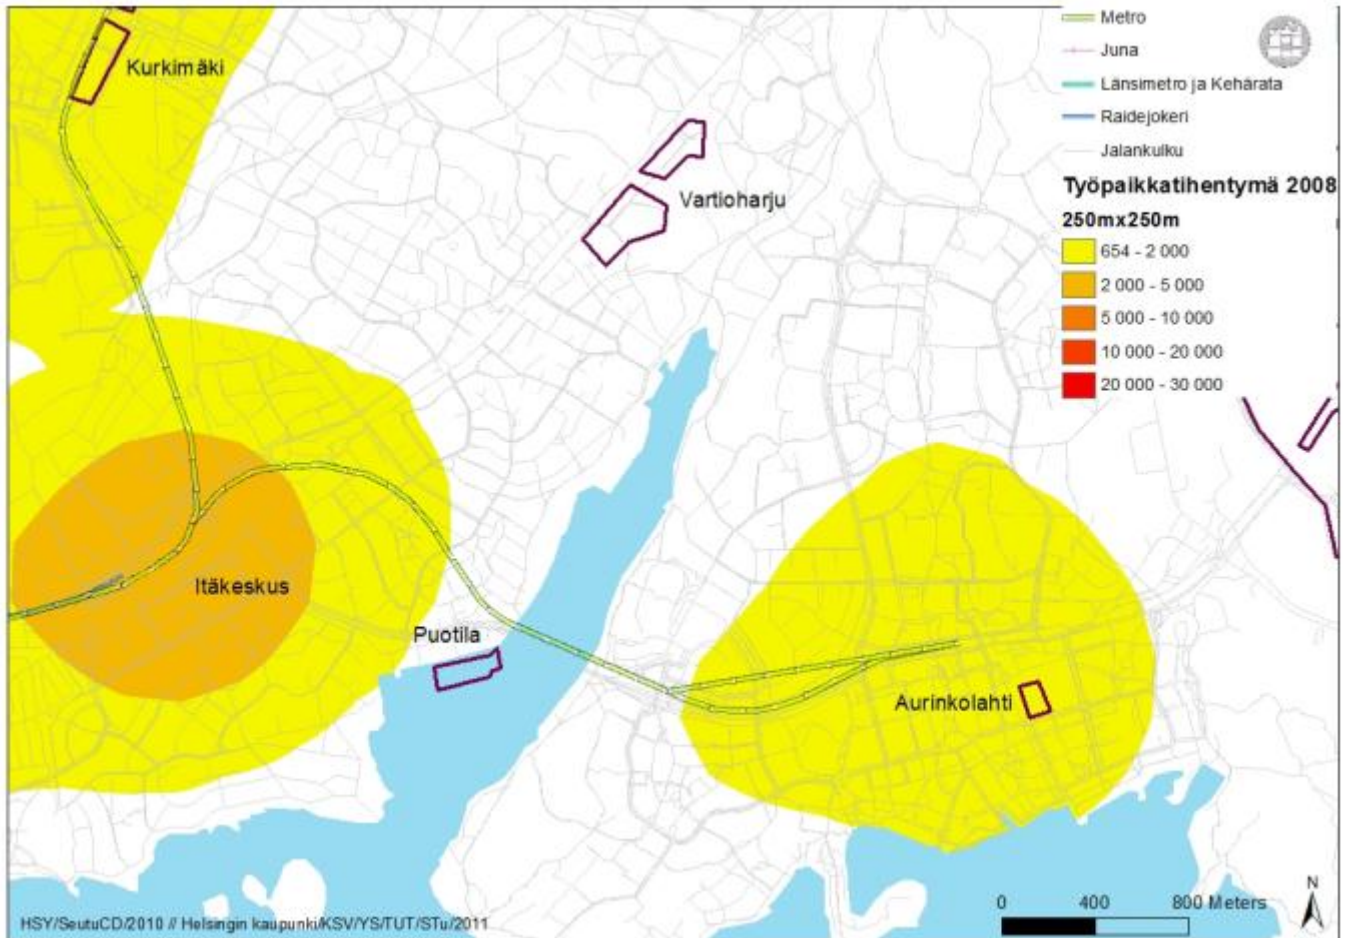 Metro
Juna
Länsimetro ja Kehärata
Raidejokeri
Jalankulku
Työpaikkatihentymä 2008
250mx250m
654 - 2 000
2 000 - 5 000
5 000 - 10 000
10 000 - 20 000
20 000 - 30 000
Kurkimäki
Vartioharju
Itäkeskus
Puotila
Aurinkolahti
N
0 400 800 Meters
HSY/SeutuCD/2010 // Helsingin kaupunki/KSV/YS/TUT/STu/2011